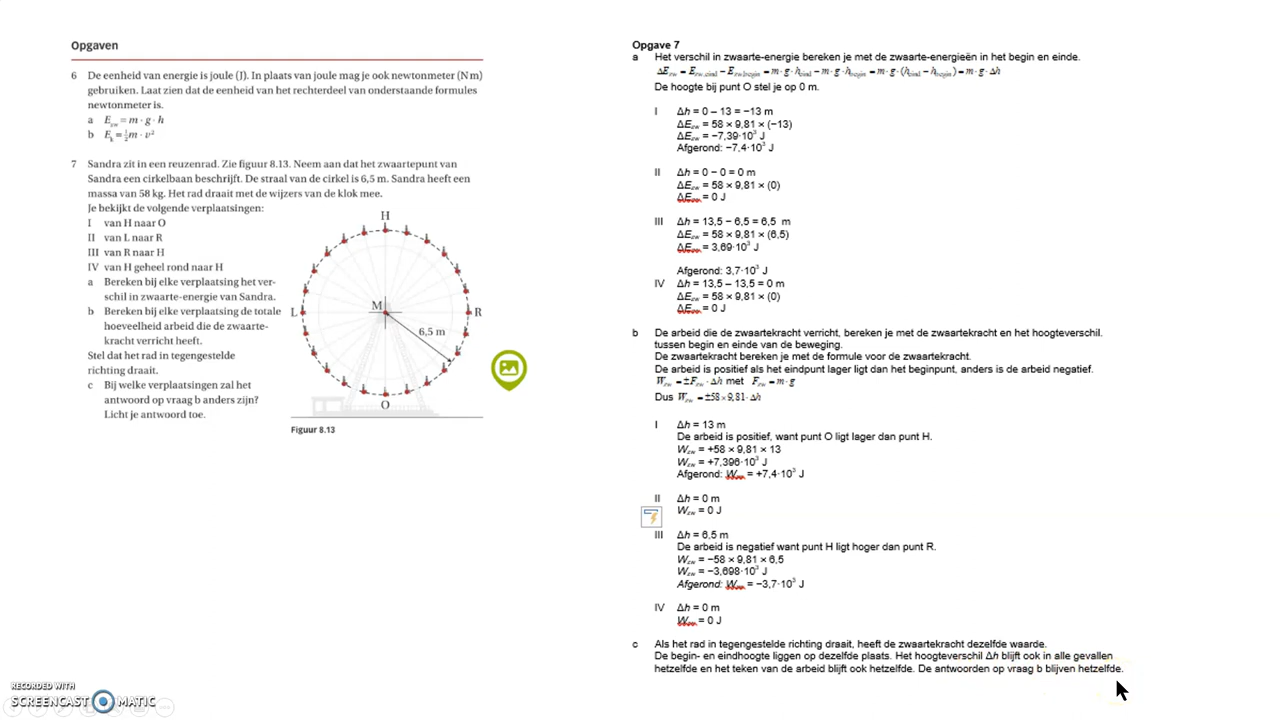 Opgaven
6 De eenheid van energie is joule (J). In plaats van joule mag je ook newtonmeter (N m)
gebruiken. Laat zien dat de eenheid van het rechterdeel van onderstaande formules
newtonmeter is.
a E_zw = m · g · h
b E_k = ½m · v²
7 Sandra zit in een reuzenrad. Zie figuur 8.13. Neem aan dat het zwaartepunt van
Sandra een cirkelbaan beschrijft. De straal van de cirkel is 6,5 m. Sandra heeft een
massa van 58 kg. Het rad draait met de wijzers van de klok mee.
Je bekijkt de volgende verplaatsingen:
I van H naar O
II van L naar R
III van R naar H
IV van H geheel rond naar H
a Bereken bij elke verplaatsing het ver-
schil in zwaarte-energie van Sandra.
b Bereken bij elke verplaatsing de totale
hoeveelheid arbeid die de zwaarte-
kracht verricht heeft.
Stel dat het rad in tegengestelde
richting draait.
c Bij welke verplaatsingen zal het
antwoord op vraag b anders zijn?
Licht je antwoord toe.
H
L
M
R
6,5 m
O
Figuur 8.13
Opgave 7
a Het verschil in zwaarte-energie bereken je met de zwaarte-energieën in het begin en einde.
ΔE_zw = E_zw,eind − E_zw,begin = m · g · h_eind − m · g · h_begin = m · g · (h_eind − h_begin) = m · g · Δh
De hoogte bij punt O stel je op 0 m.
I Δh = 0 – 13 = −13 m
ΔE_zw = 58 × 9,81 × (−13)
ΔE_zw = −7,39·10³ J
Afgerond: −7,4·10³ J
II Δh = 0 – 0 = 0 m
ΔE_zw = 58 × 9,81 × (0)
ΔE_zw = 0 J
III Δh = 13,5 – 6,5 = 6,5 m
ΔE_zw = 58 × 9,81 × (6,5)
ΔE_zw = 3,69·10³ J
Afgerond: 3,7·10³ J
IV Δh = 13,5 – 13,5 = 0 m
ΔE_zw = 58 × 9,81 × (0)
ΔE_zw = 0 J
b De arbeid die de zwaartekracht verricht, bereken je met de zwaartekracht en het hoogteverschil.
tussen begin en einde van de beweging.
De zwaartekracht bereken je met de formule voor de zwaartekracht.
De arbeid is positief als het eindpunt lager ligt dan het beginpunt, anders is de arbeid negatief.
W_zw = ±F_zw · Δh met F_zw = m · g
Dus W_zw = ±58 × 9,81 · Δh
I Δh = 13 m
De arbeid is positief, want punt O ligt lager dan punt H.
W_zw = +58 × 9,81 × 13
W_zw = +7,396·10³ J
Afgerond: W_zw = +7,4·10³ J
II Δh = 0 m
W_zw = 0 J
III Δh = 6,5 m
De arbeid is negatief want punt H ligt hoger dan punt R.
W_zw = −58 × 9,81 × 6,5
W_zw = −3,698·10³ J
Afgerond: W_zw = −3,7·10³ J
IV Δh = 0 m
W_zw = 0 J
c Als het rad in tegengestelde richting draait, heeft de zwaartekracht dezelfde waarde.
De begin- en eindhoogte liggen op dezelfde plaats. Het hoogteverschil Δh blijft ook in alle gevallen
hetzelfde en het teken van de arbeid blijft ook hetzelfde. De antwoorden op vraag b blijven hetzelfde.
RECORDED WITH
SCREENCAST MATIC